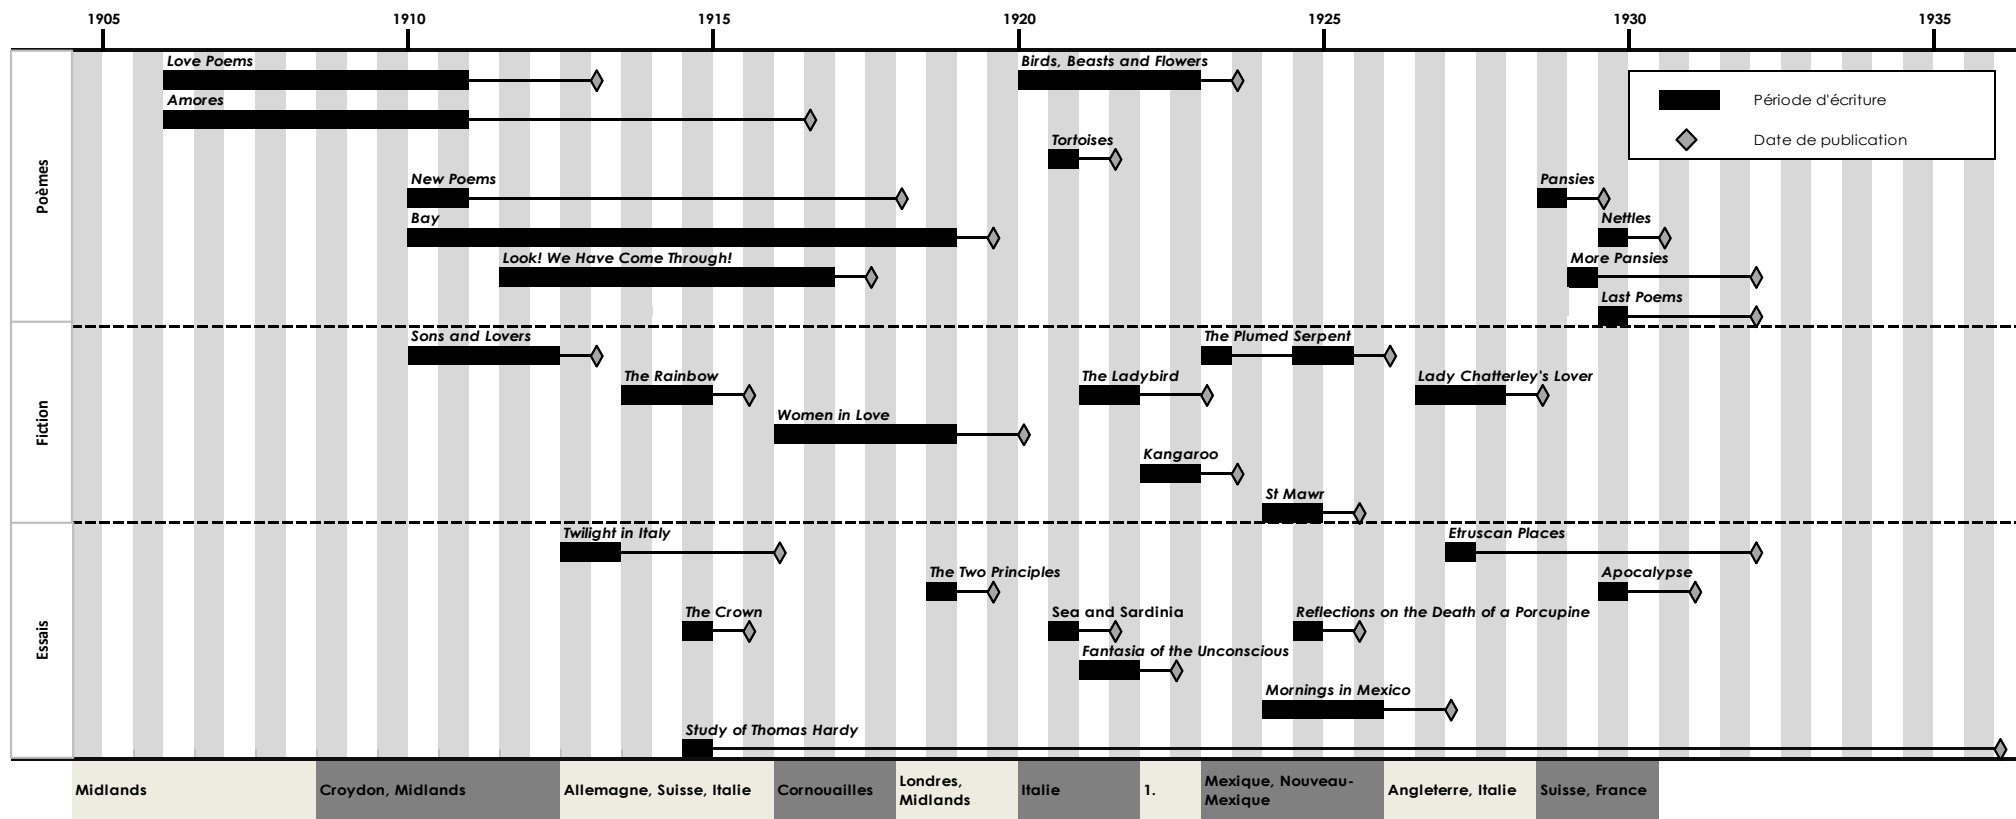 1905 1910 1915 1920 1925 1930 1935
Love Poems
Birds, Beasts and Flowers
Amores
Période d'écriture
Tortoises
Date de publication
Poèmes
New Poems
Pansies
Bay
Nettles
Look! We Have Come Through!
More Pansies
Last Poems
Fiction
Sons and Lovers
The Plumed Serpent
The Rainbow
The Ladybird
Lady Chatterley's Lover
Women in Love
Kangaroo
St Mawr
Essais
Twilight in Italy
Etruscan Places
The Two Principles
Apocalypse
The Crown
Sea and Sardinia
Reflections on the Death of a Porcupine
Fantasia of the Unconscious
Mornings in Mexico
Study of Thomas Hardy
Midlands
Croydon, Midlands
Allemagne, Suisse, Italie
Cornouailles
Londres,
Midlands
Italie
1.
Mexique, Nouveau-
Mexique
Angleterre, Italie
Suisse, France